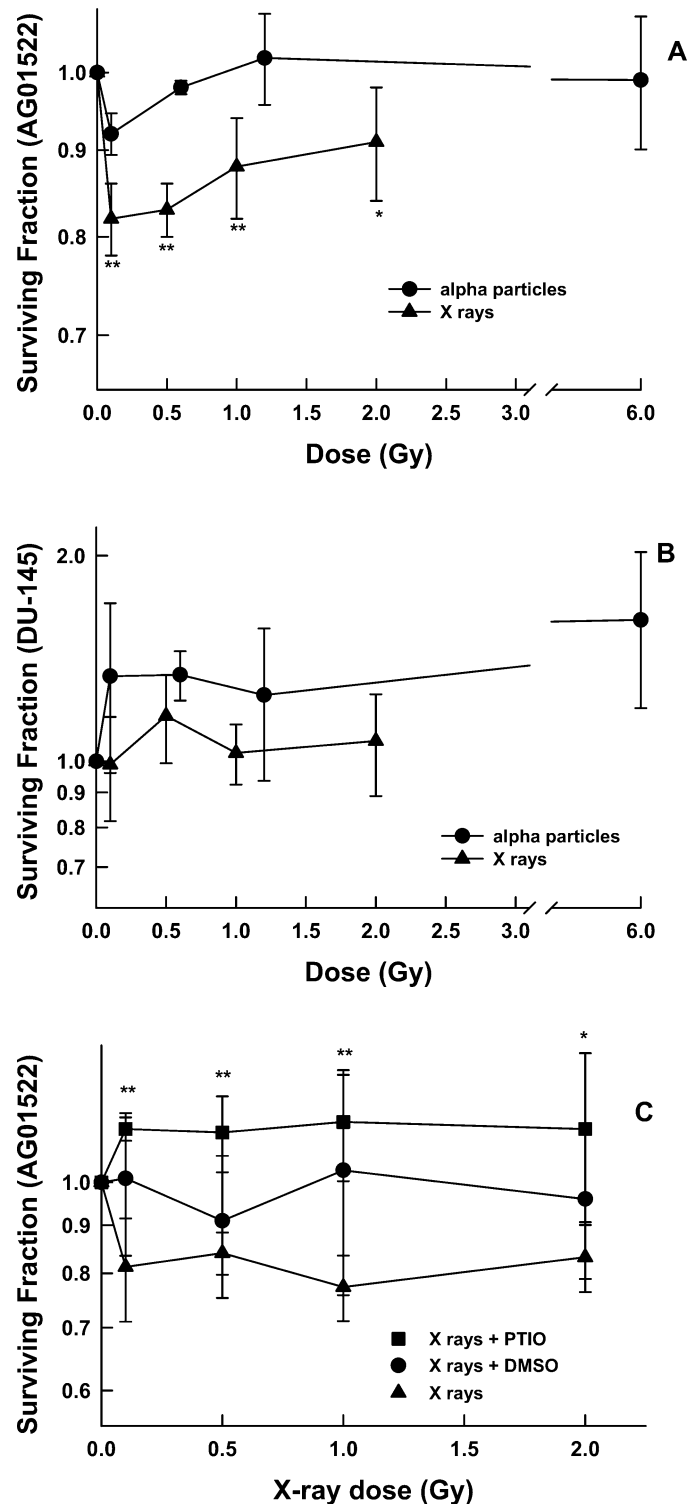 A
Surviving Fraction (AG01522)
1.0
0.9
0.8
0.7
**
**
**
*
alpha particles
X rays
0.0 0.5 1.0 1.5 2.0 2.5 3.0 6.0
Dose (Gy)
B
Surviving Fraction (DU-145)
2.0
1.0
0.9
0.8
0.7
alpha particles
X rays
0.0 0.5 1.0 1.5 2.0 2.5 3.0 6.0
Dose (Gy)
C
Surviving Fraction (AG01522)
** ** ** *
1.0
0.9
0.8
0.7
0.6
X rays + PTIO
X rays + DMSO
X rays
0.0 0.5 1.0 1.5 2.0
X-ray dose (Gy)